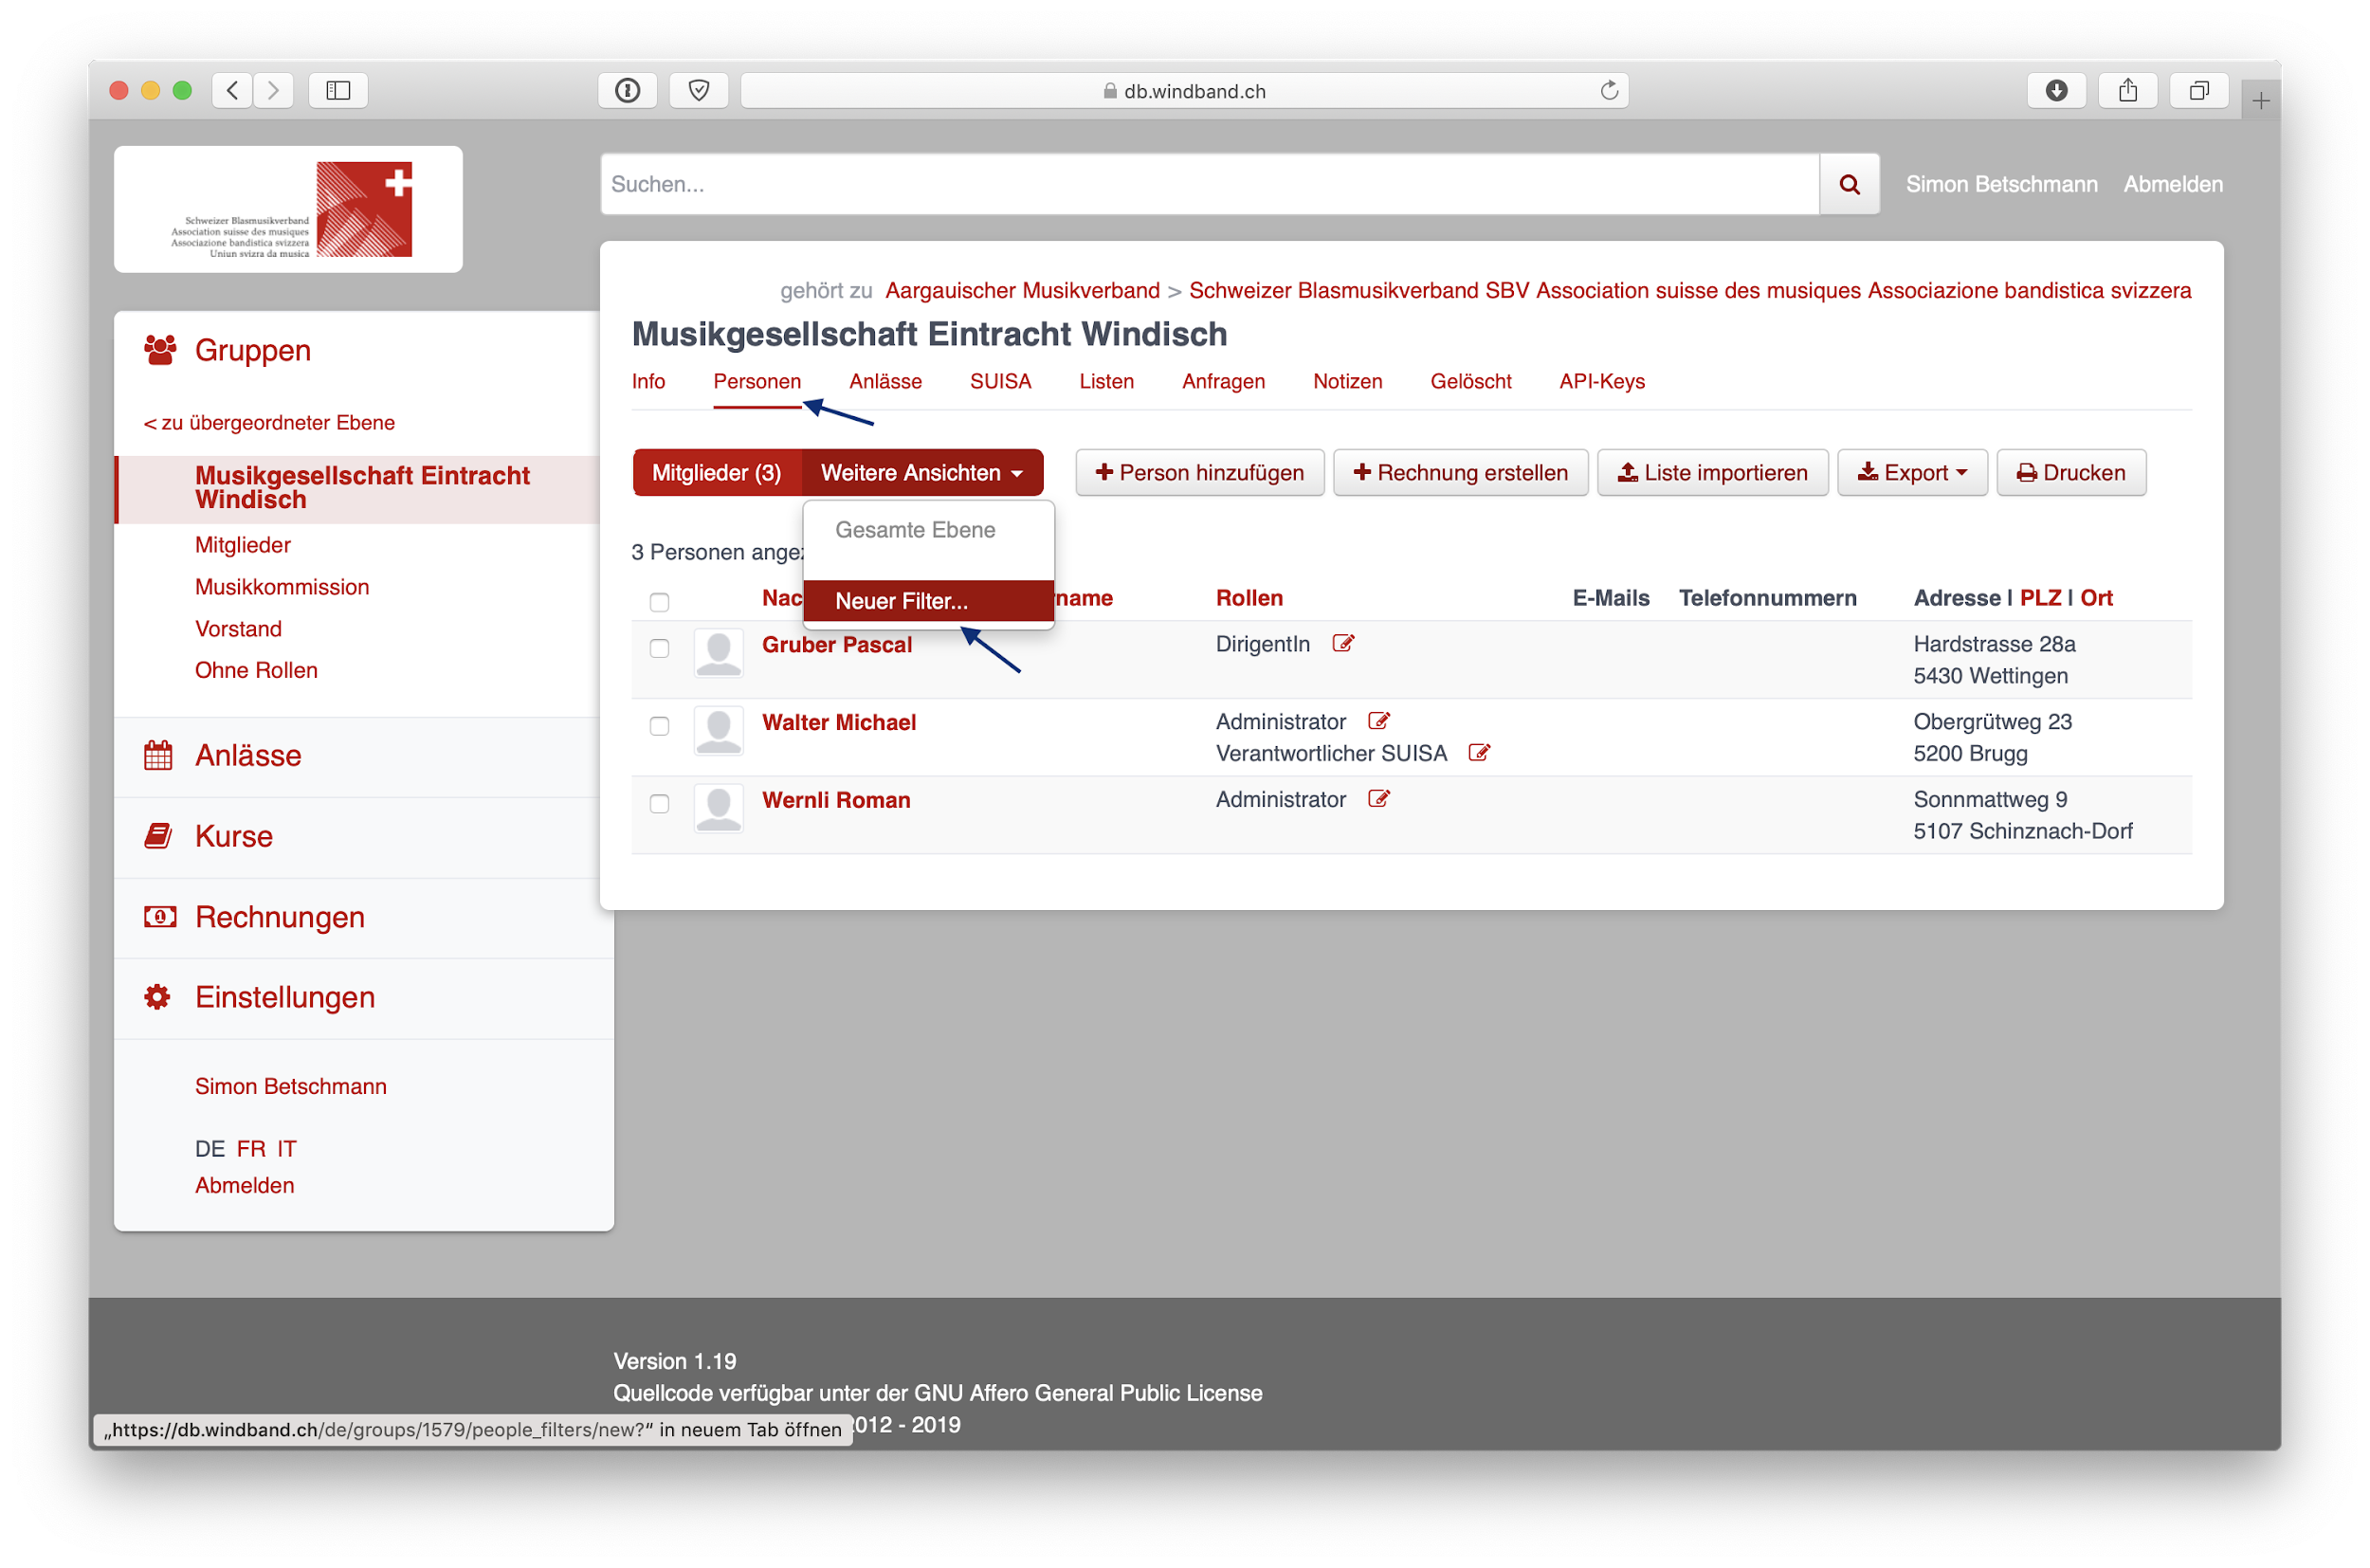 db.windband.ch
Schweizer Blasmusikverband
Association suisse des musiques
Associazione bandistica svizzera
Uniun svizra da musica
Suchen...
Simon Betschmann Abmelden
gehört zu Aargauischer Musikverband > Schweizer Blasmusikverband SBV Association suisse des musiques Associazione bandistica svizzera
Musikgesellschaft Eintracht Windisch
Info Personen Anlässe SUISA Listen Anfragen Notizen Gelöscht API-Keys
Mitglieder (3) Weitere Ansichten
Person hinzufügen Rechnung erstellen Liste importieren Export Drucken
Gesamte Ebene
Neuer Filter...
3 Personen ange
Nac name Rollen E-Mails Telefonnummern Adresse | PLZ | Ort
Gruber Pascal DirigentIn Hardstrasse 28a
5430 Wettingen
Walter Michael Administrator Obergrütweg 23
Verantwortlicher SUISA 5200 Brugg
Wernli Roman Administrator Sonnmattweg 9
5107 Schinznach-Dorf
Gruppen
< zu übergeordneter Ebene
Musikgesellschaft Eintracht
Windisch
Mitglieder
Musikkommission
Vorstand
Ohne Rollen
Anlässe
Kurse
Rechnungen
Einstellungen
Simon Betschmann
DE FR IT
Abmelden
Version 1.19
Quellcode verfügbar unter der GNU Affero General Public License
2012 - 2019
„https://db.windband.ch/de/groups/1579/people_filters/new?“ in neuem Tab öffnen